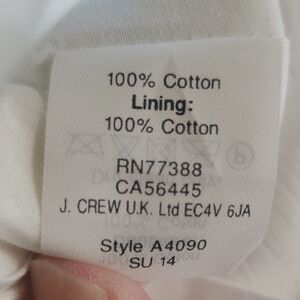 100% Cotton
Lining:
100% Cotton
RN77388
CA56445
J. CREW U.K. Ltd EC4V 6JA
Style A4090
SU 14